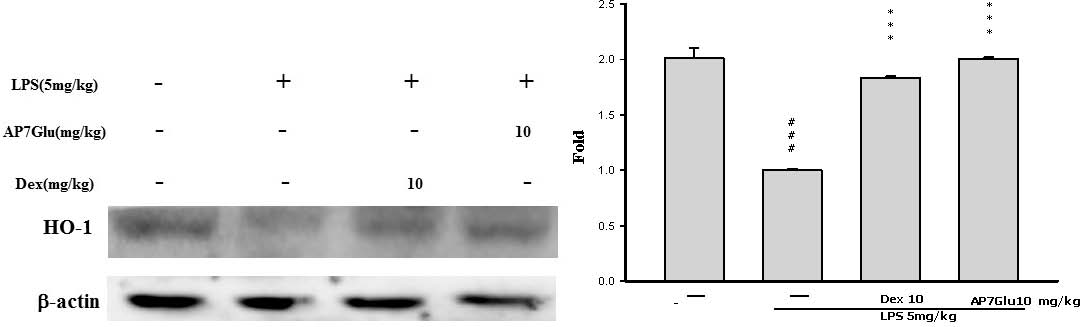 LPS(5mg/kg) - + + +
AP7Glu(mg/kg) - - - 10
Dex(mg/kg) - - 10 -
HO-1
β-actin
Fold
2.5
2.0
1.5
1.0
0.5
0.0
###
***
***
- — — Dex 10 AP7Glu10 mg/kg
LPS 5mg/kg